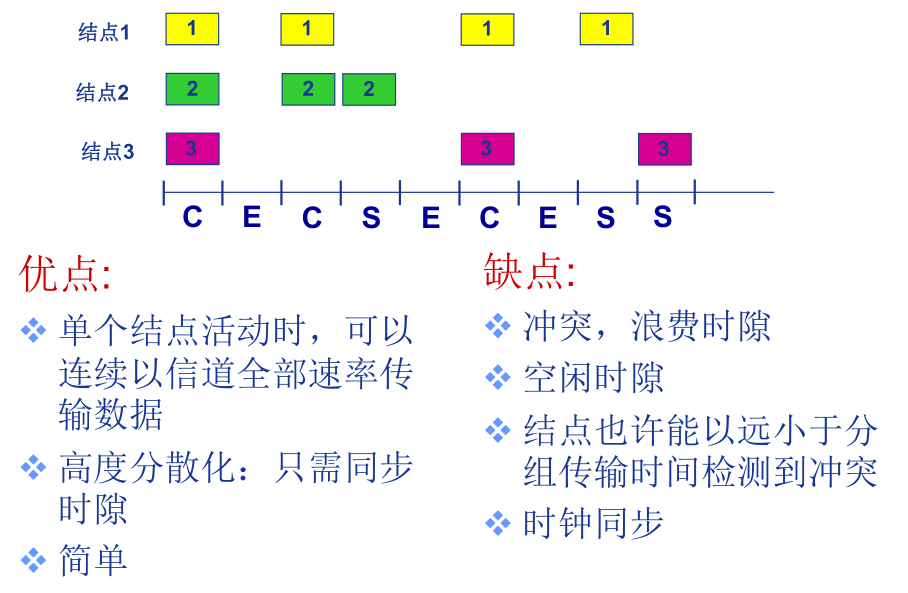 结点1 1 1 1 1
结点2 2 2 2
结点3 3 3 3
C E C S E C E S S
优点:
单个结点活动时，可以
连续以信道全部速率传
输数据
高度分散化：只需同步
时隙
简单
缺点:
冲突，浪费时隙
空闲时隙
结点也许能以远小于分
组传输时间检测到冲突
时钟同步